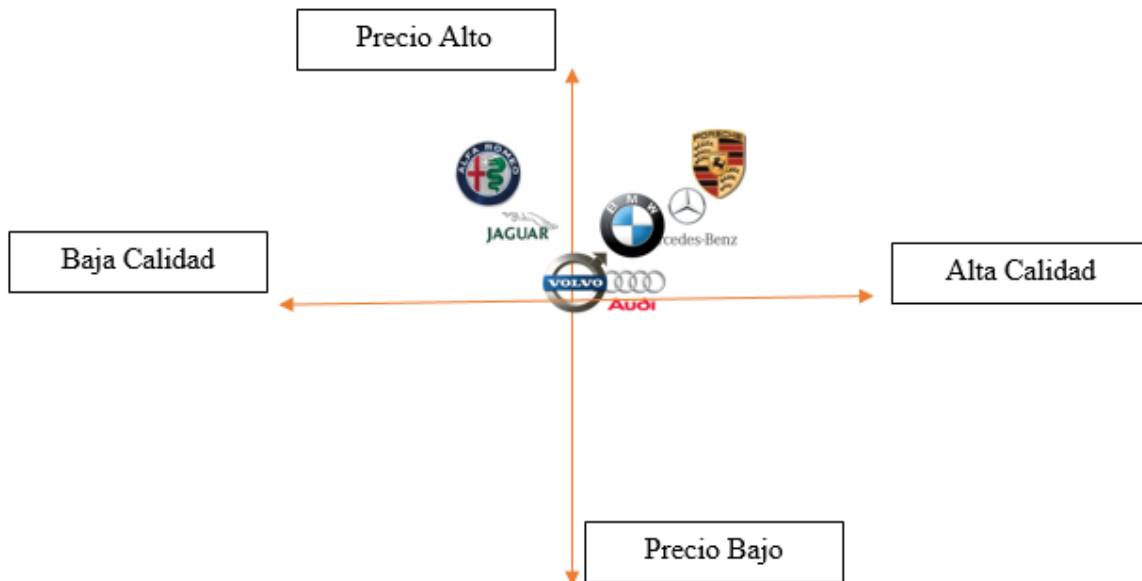 Precio Alto
ALFA ROMEO
PORSCHE
BMW
JAGUAR
cedes-Benz
Baja Calidad
Alta Calidad
VOLVO
Audi
Precio Bajo